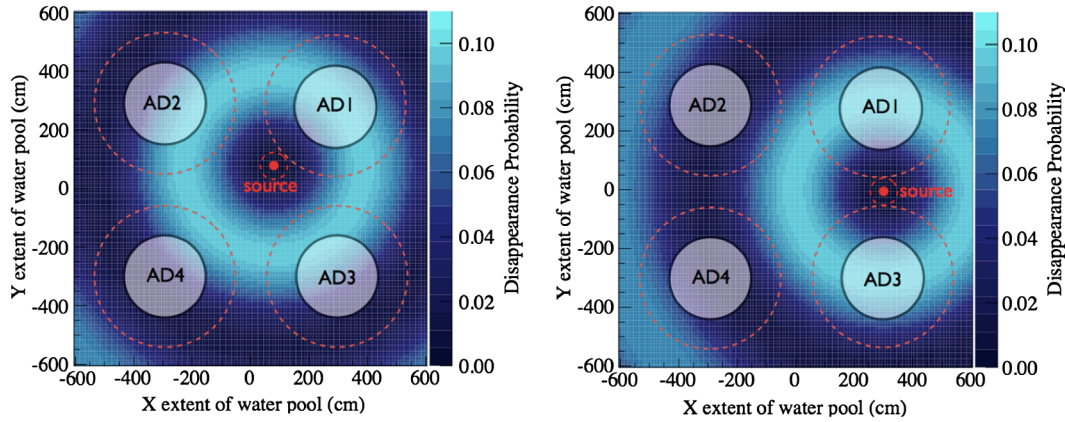 600
400
200
0
-200
-400
-600
Y extent of water pool (cm)
-600 -400 -200 0 200 400 600
X extent of water pool (cm)
AD2
AD1
source
AD4
AD3
0.10
0.08
0.06
0.04
0.02
0.00
Disappearance Probability
600
400
200
0
-200
-400
-600
Y extent of water pool (cm)
-600 -400 -200 0 200 400 600
X extent of water pool (cm)
AD2
AD1
source
AD4
AD3
0.10
0.08
0.06
0.04
0.02
0.00
Disappearance Probability